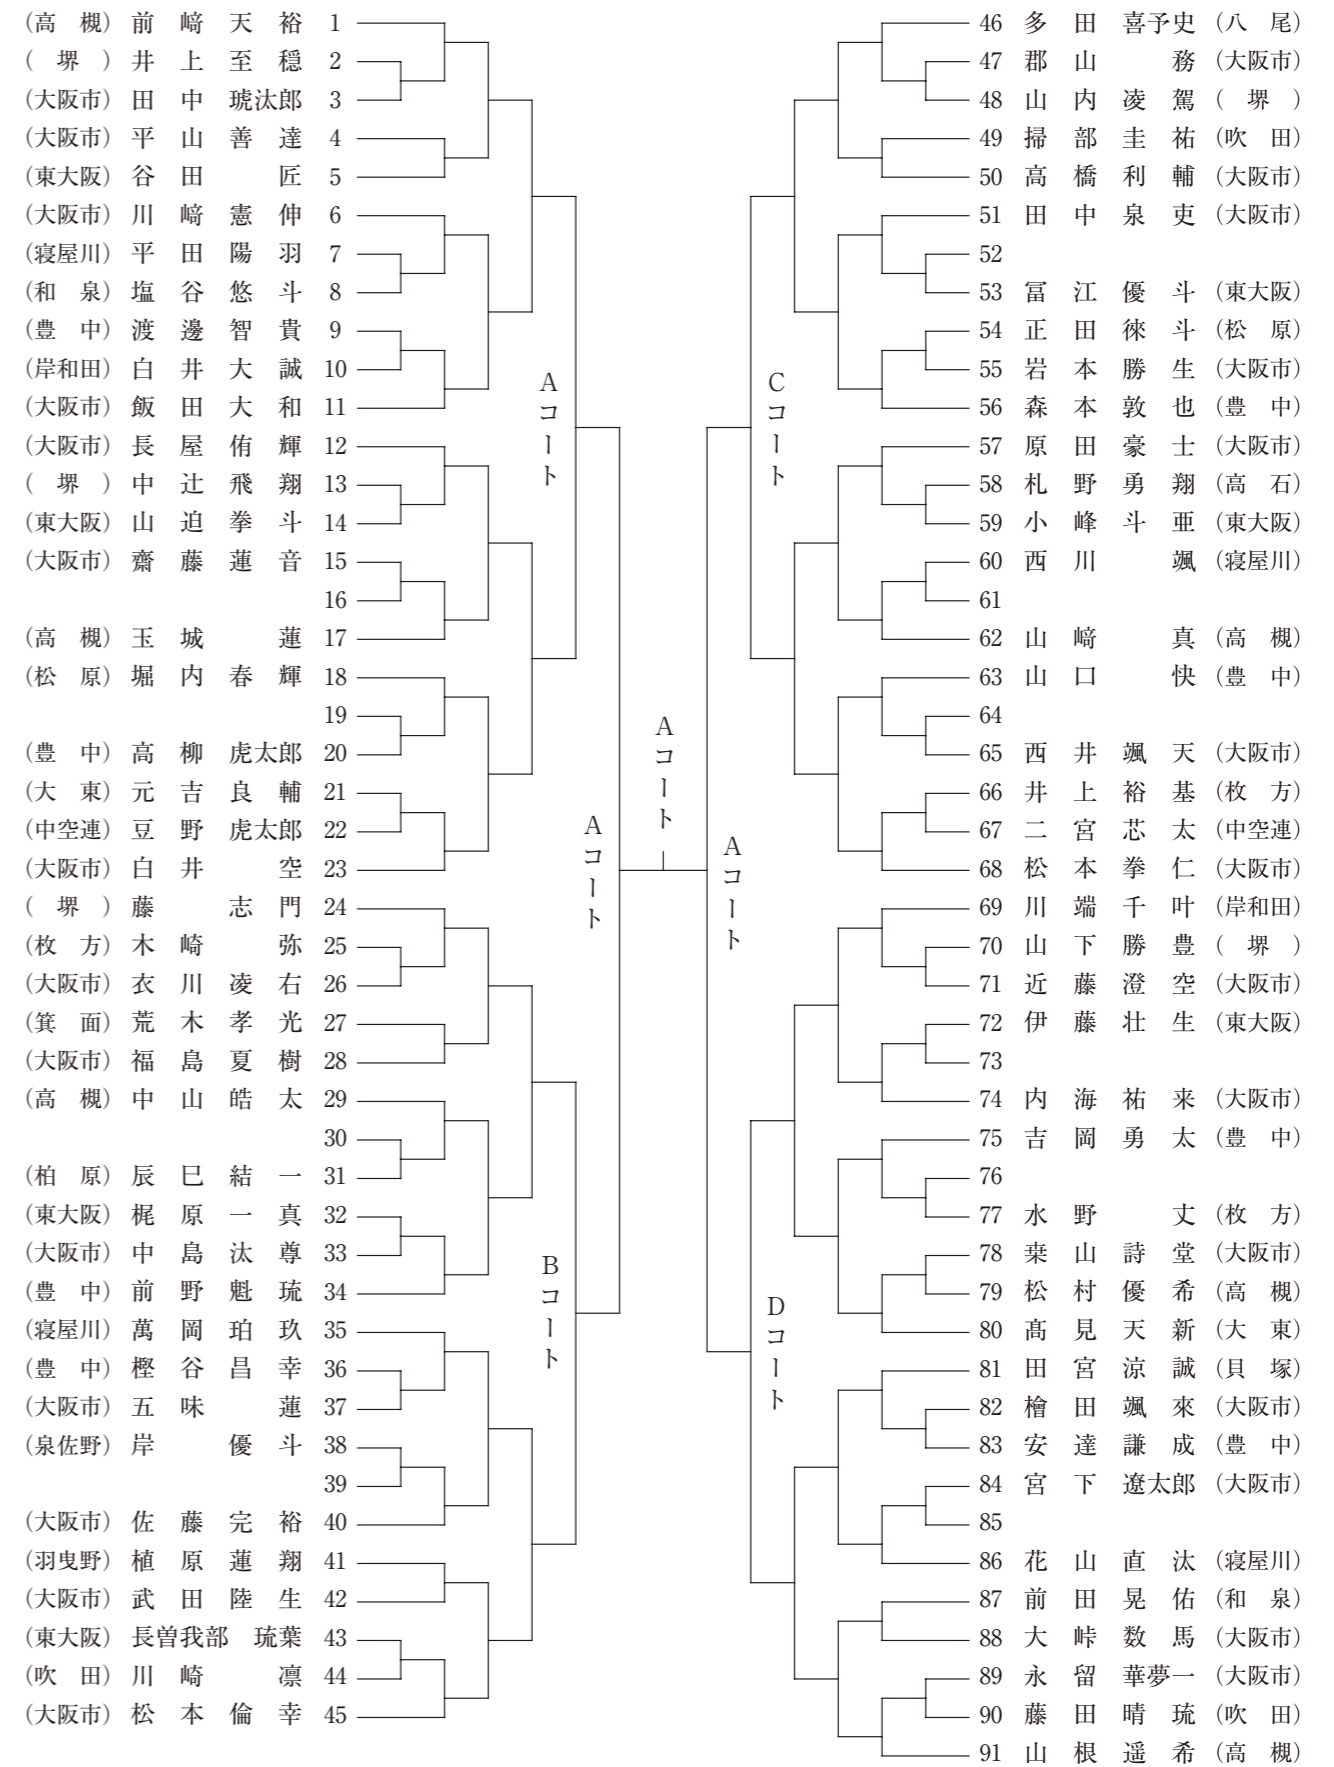 (高槻) 前﨑天裕 1
(堺) 井上至穏 2
(大阪市) 田中琥汰郎 3
(大阪市) 平山善達 4
(東大阪) 谷田匠 5
(大阪市) 川﨑憲伸 6
(寝屋川) 平田陽羽 7
(和泉) 塩谷悠斗 8
(豊中) 渡邊智貴 9
(岸和田) 白井大誠 10
(大阪市) 飯田大和 11
(大阪市) 長屋侑輝 12
(堺) 中辻飛翔 13
(東大阪) 山迫拳斗 14
(大阪市) 齋藤蓮音 15
16
(高槻) 玉城蓮 17
(松原) 堀内春輝 18
19
(豊中) 高柳虎太郎 20
(大東) 元吉良輔 21
(中空連) 豆野虎太郎 22
(大阪市) 白井空 23
(堺) 藤志門 24
(枚方) 木崎弥 25
(大阪市) 衣川凌右 26
(箕面) 荒木孝光 27
(大阪市) 福島夏樹 28
(高槻) 中山皓太 29
30
(柏原) 辰巳結一 31
(東大阪) 梶原一真 32
(大阪市) 中島汰尊 33
(豊中) 前野魁琉 34
(寝屋川) 萬岡珀玖 35
(豊中) 樫谷昌幸 36
(大阪市) 五味蓮 37
(泉佐野) 岸優斗 38
39
(大阪市) 佐藤完裕 40
(羽曳野) 植原蓮翔 41
(大阪市) 武田陸生 42
(東大阪) 長曽我部琉葉 43
(吹田) 川崎凛 44
(大阪市) 松本倫幸 45
Aコート
Bコート
Aコート
Aコート
Aコート
Cコート
Dコート
46 多田喜予史 (八尾)
47 郡山務 (大阪市)
48 山内凌駕 (堺)
49 掃部圭祐 (吹田)
50 高橋利輔 (大阪市)
51 田中泉吏 (大阪市)
52
53 冨江優斗 (東大阪)
54 正田徠斗 (松原)
55 岩本勝生 (大阪市)
56 森本敦也 (豊中)
57 原田豪士 (大阪市)
58 札野勇翔 (高石)
59 小峰斗亜 (東大阪)
60 西川颯 (寝屋川)
61
62 山﨑真 (高槻)
63 山口快 (豊中)
64
65 西井颯天 (大阪市)
66 井上裕基 (枚方)
67 二宮芯太 (中空連)
68 松本拳仁 (大阪市)
69 川端千叶 (岸和田)
70 山下勝豊 (堺)
71 近藤澄空 (大阪市)
72 伊藤壮生 (東大阪)
73
74 内海祐来 (大阪市)
75 吉岡勇太 (豊中)
76
77 水野丈 (枚方)
78 桒山詩堂 (大阪市)
79 松村優希 (高槻)
80 髙見天新 (大東)
81 田宮涼誠 (貝塚)
82 檜田颯來 (大阪市)
83 安達謙成 (豊中)
84 宮下遼太郎 (大阪市)
85
86 花山直汰 (寝屋川)
87 前田晃佑 (和泉)
88 大峠数馬 (大阪市)
89 永留華夢一 (大阪市)
90 藤田晴琉 (吹田)
91 山根遥希 (高槻)